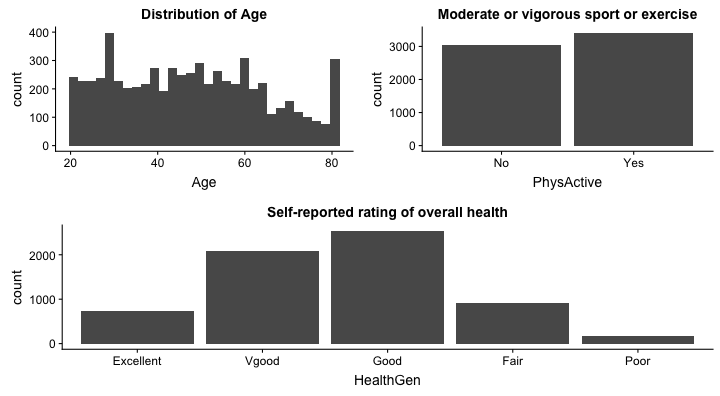 Distribution of Age
400
300
200
100
0
count
20 40 60 80
Age
Moderate or vigorous sport or exercise
3000
2000
1000
0
count
No Yes
PhysActive
Self-reported rating of overall health
2000
1000
0
count
Excellent Vgood Good Fair Poor
HealthGen